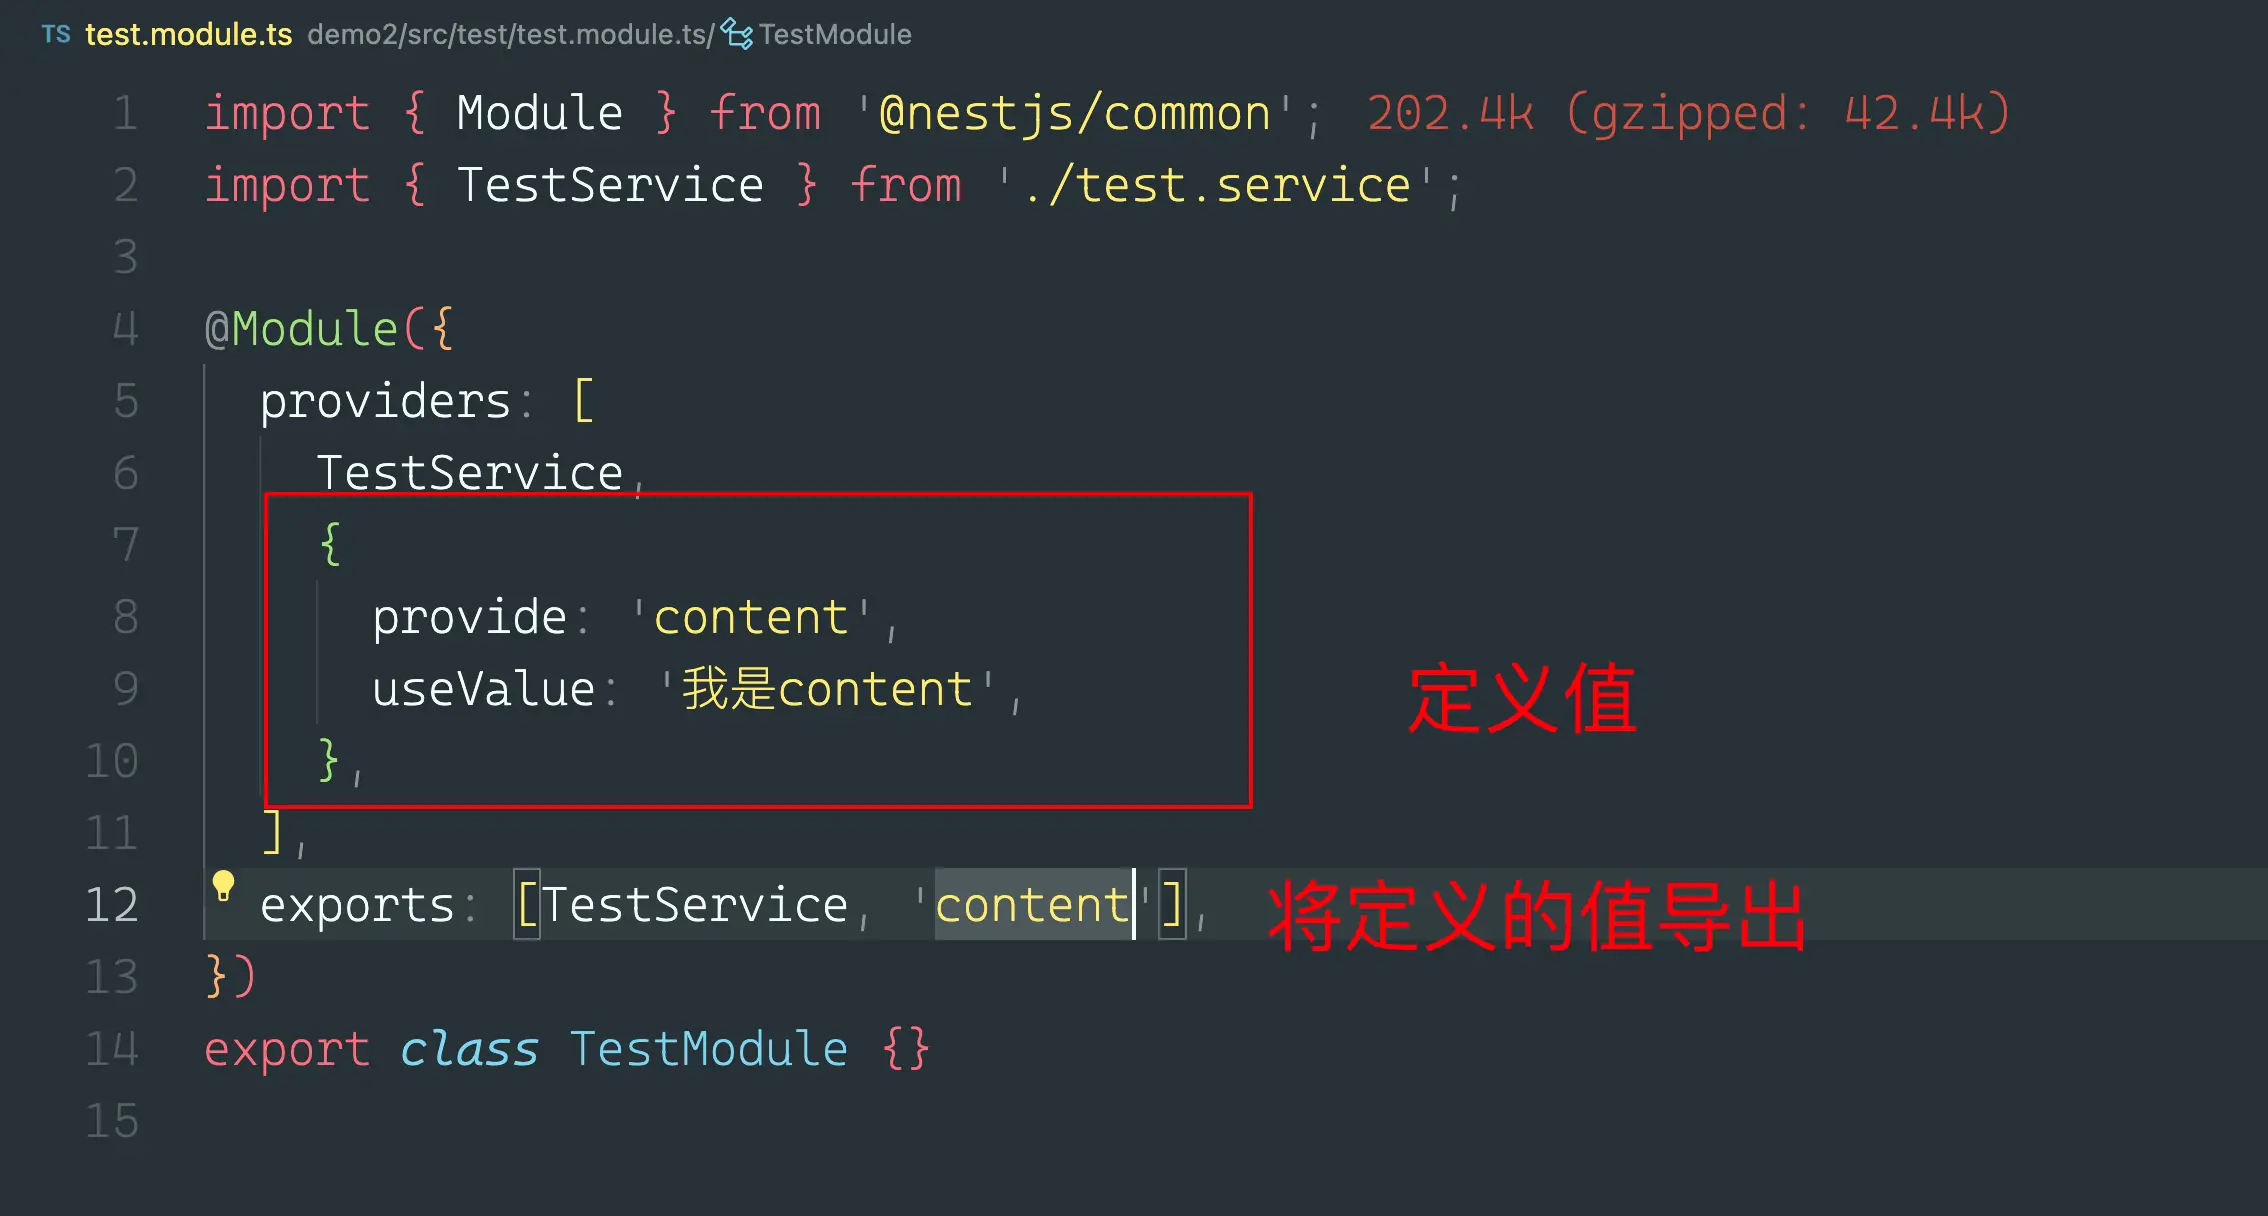 TS test.module.ts demo2/src/test/test.module.ts/ TestModule
1 import { Module } from '@nestjs/common'; 202.4k (gzipped: 42.4k)
2 import { TestService } from './test.service';
3
4 @Module({
5 providers: [
6 TestService,
7 {
8 provide: 'content',
9 useValue: '我是content',
定义值
10 },
11 ],
12 exports: [TestService, 'content'], 将定义的值导出
13 })
14 export class TestModule {}
15